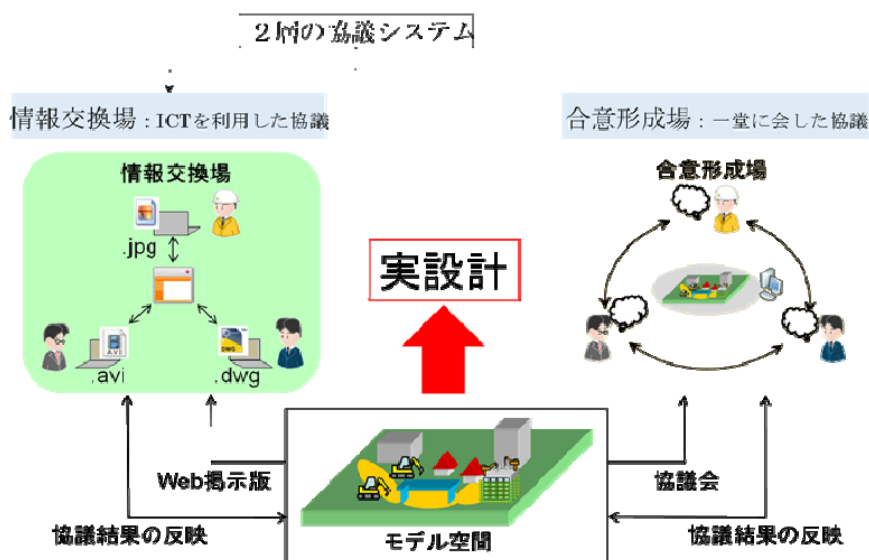 ２層の協議システム
情報交換場：ICTを利用した協議
合意形成場：一堂に会した協議
情報交換場
.jpg
.avi
.dwg
AVI
DWG
合意形成場
実設計
Web掲示版
協議会
協議結果の反映
モデル空間
協議結果の反映